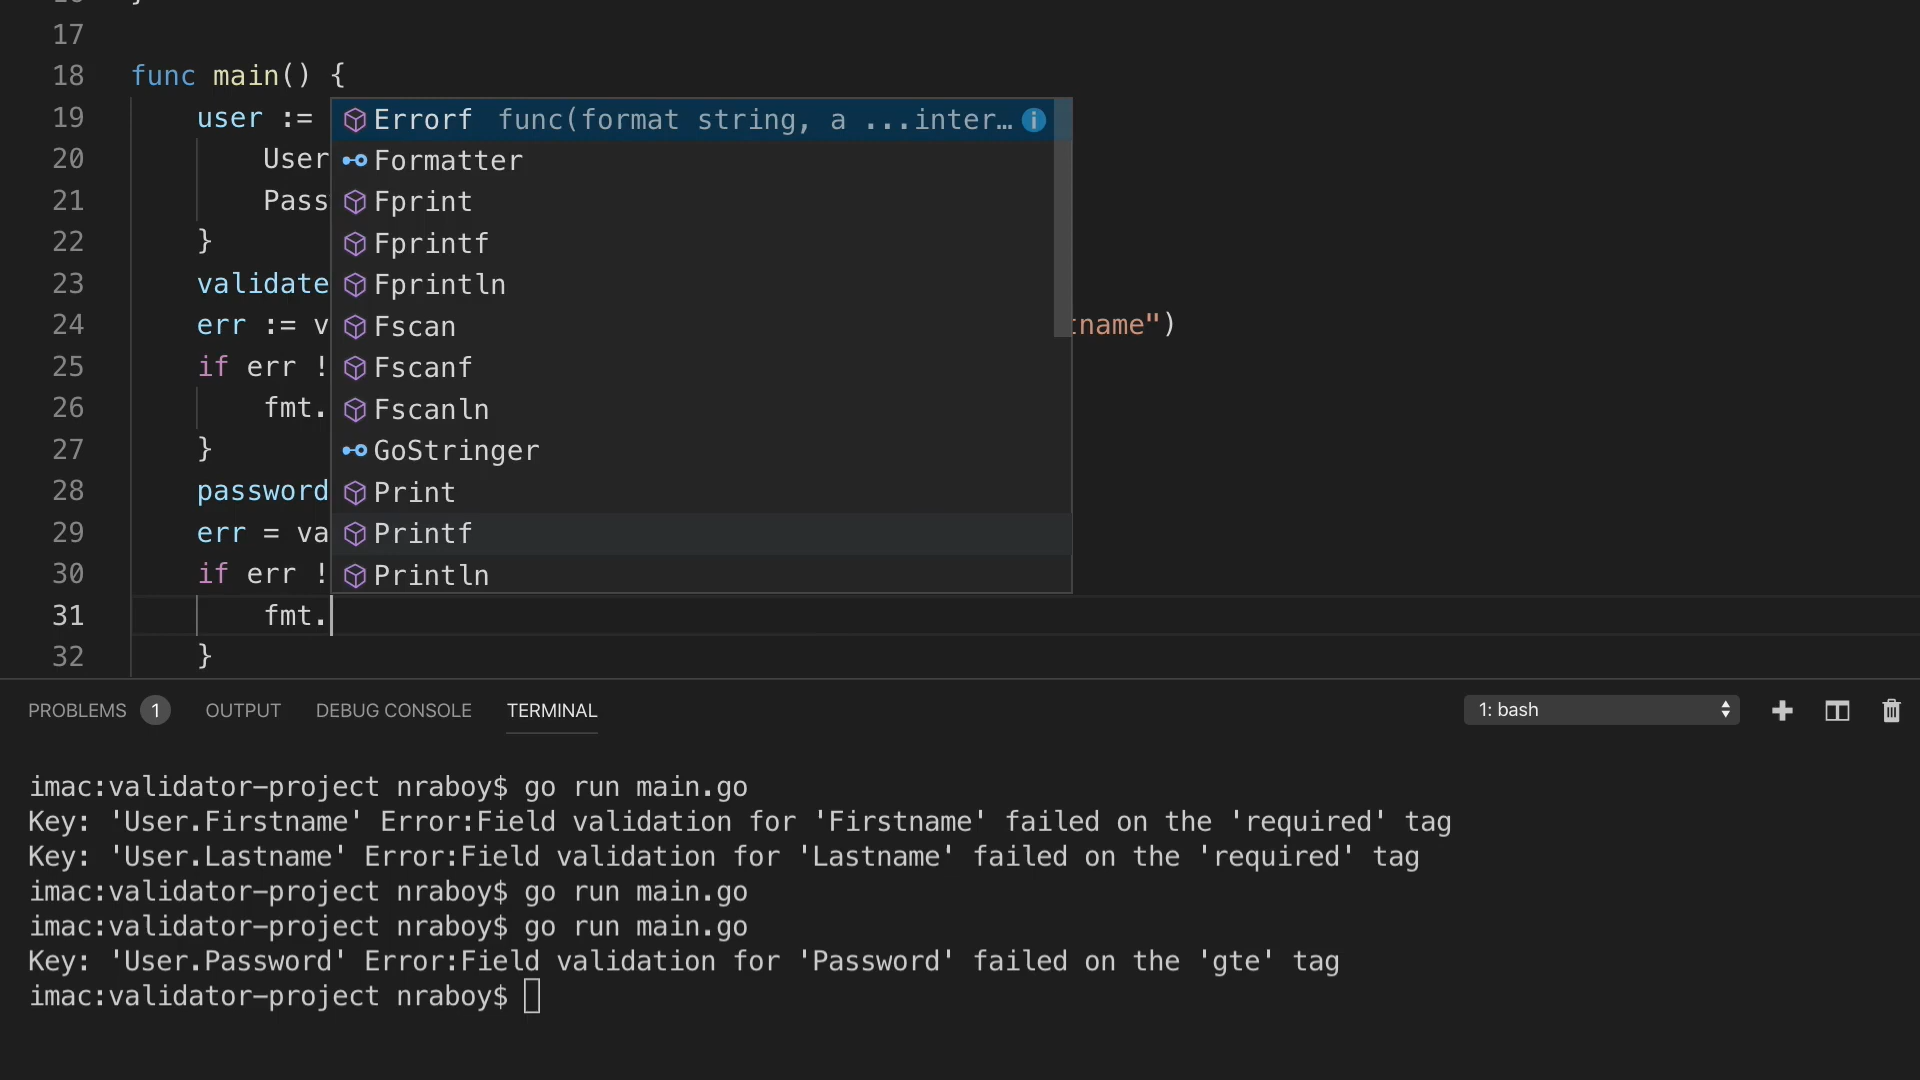 17
18 func main() {
19 user :=
20 User
21 Pass
22 }
23 validate
24 err := v tname")
25 if err !
26 fmt.
27 }
28 password
29 err = va
30 if err !
31 fmt.
32 }
Errorf func(format string, a ...inter…
Formatter
Fprint
Fprintf
Fprintln
Fscan
Fscanf
Fscanln
GoStringer
Print
Printf
Println
PROBLEMS 1 OUTPUT DEBUG CONSOLE TERMINAL 1: bash
imac:validator-project nraboy$ go run main.go
Key: 'User.Firstname' Error:Field validation for 'Firstname' failed on the 'required' tag
Key: 'User.Lastname' Error:Field validation for 'Lastname' failed on the 'required' tag
imac:validator-project nraboy$ go run main.go
imac:validator-project nraboy$ go run main.go
Key: 'User.Password' Error:Field validation for 'Password' failed on the 'gte' tag
imac:validator-project nraboy$